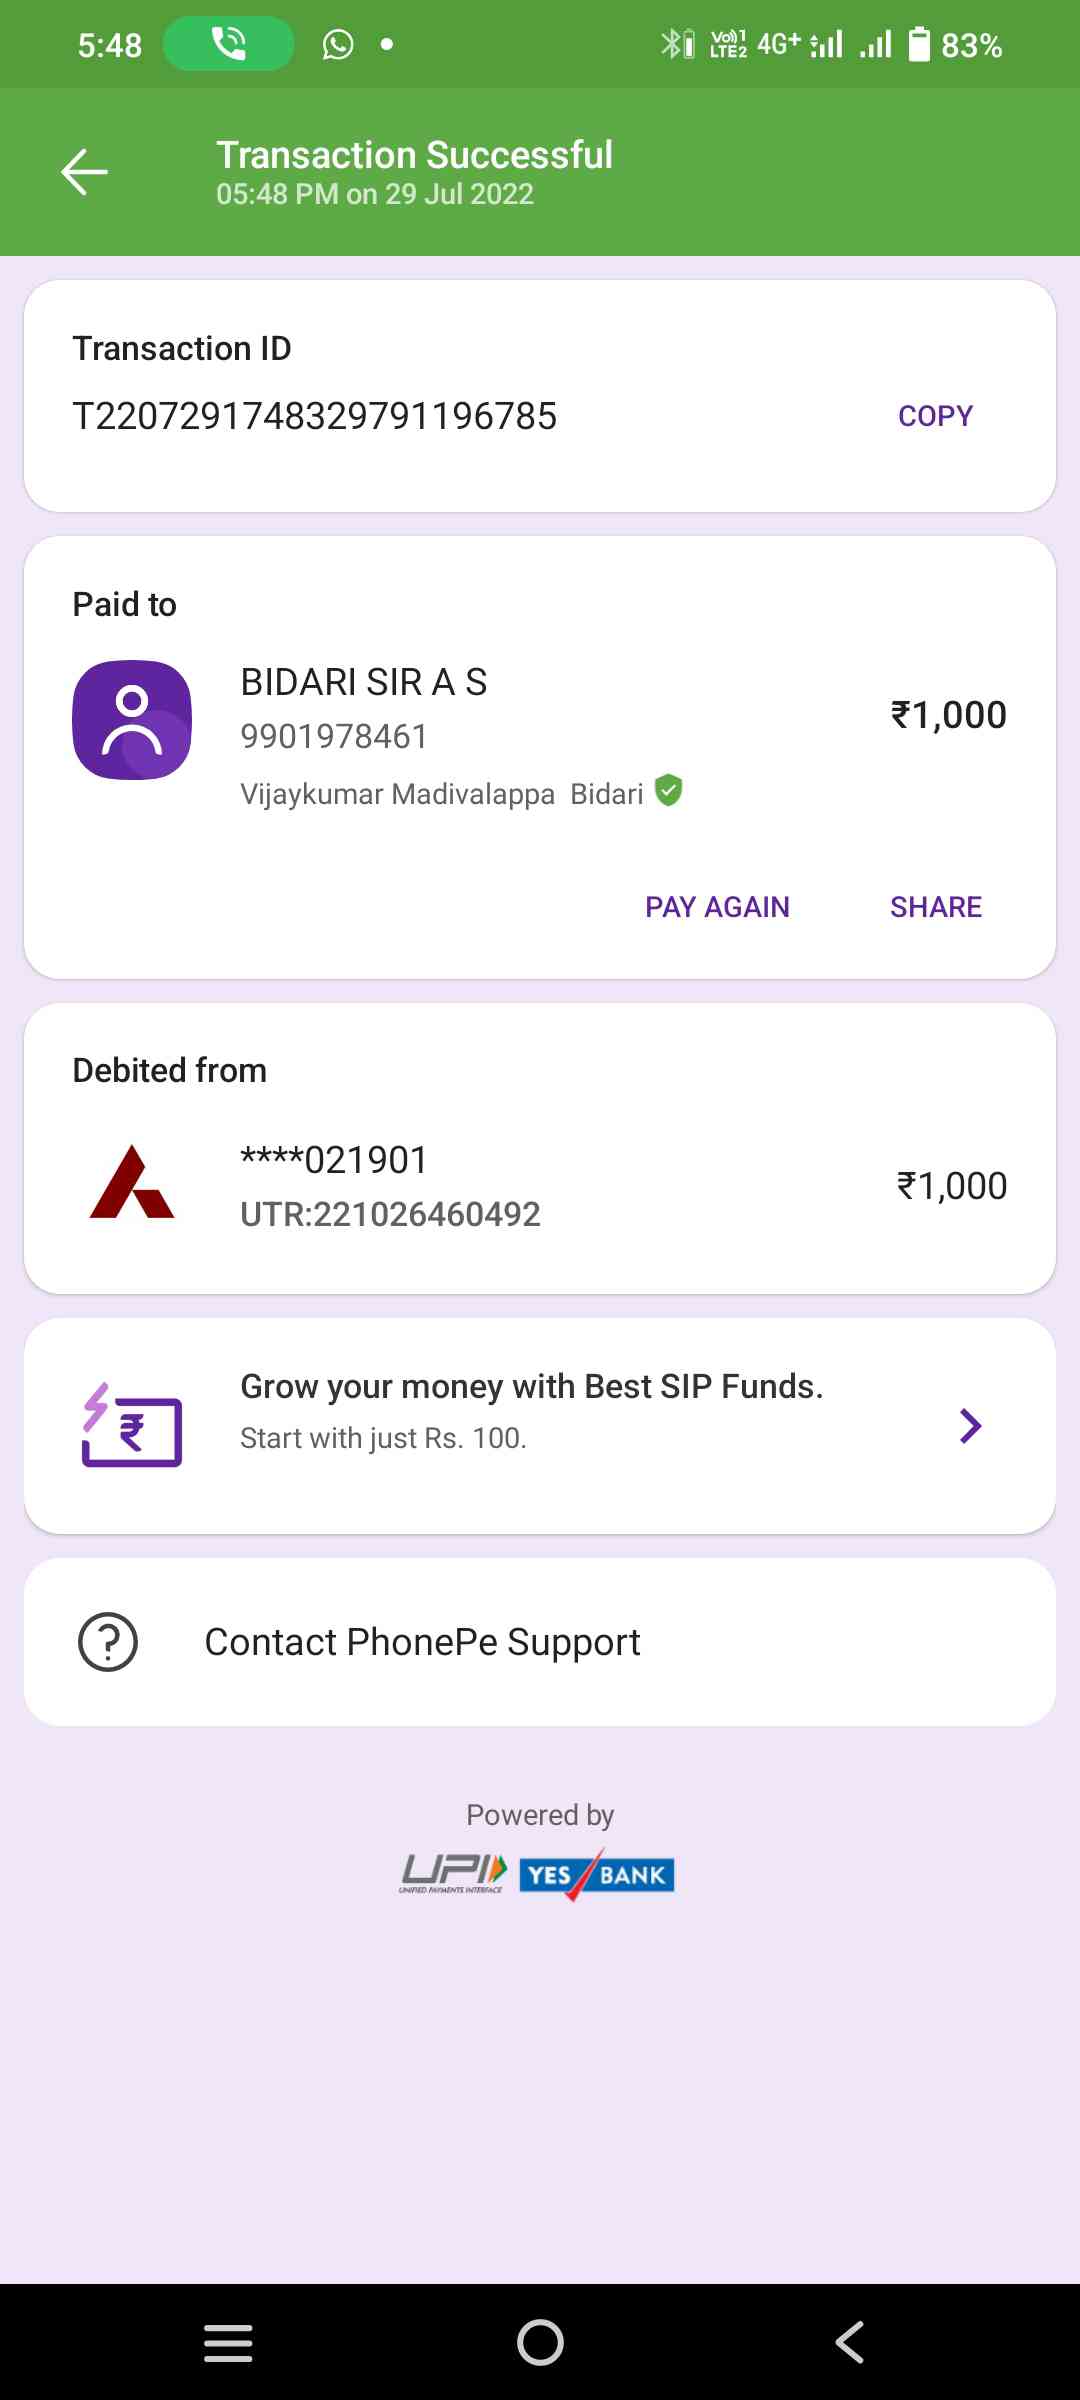 5:48
Vo))1 LTE2 4G+ 83%
Transaction Successful
05:48 PM on 29 Jul 2022
Transaction ID
T2207291748329791196785 COPY
Paid to
BIDARI SIR A S
9901978461 ₹1,000
Vijaykumar Madivalappa Bidari
PAY AGAIN SHARE
Debited from
****021901
UTR:221026460492 ₹1,000
Grow your money with Best SIP Funds.
Start with just Rs. 100.
Contact PhonePe Support
Powered by
UPI YES BANK
UNIFIED PAYMENTS INTERFACE